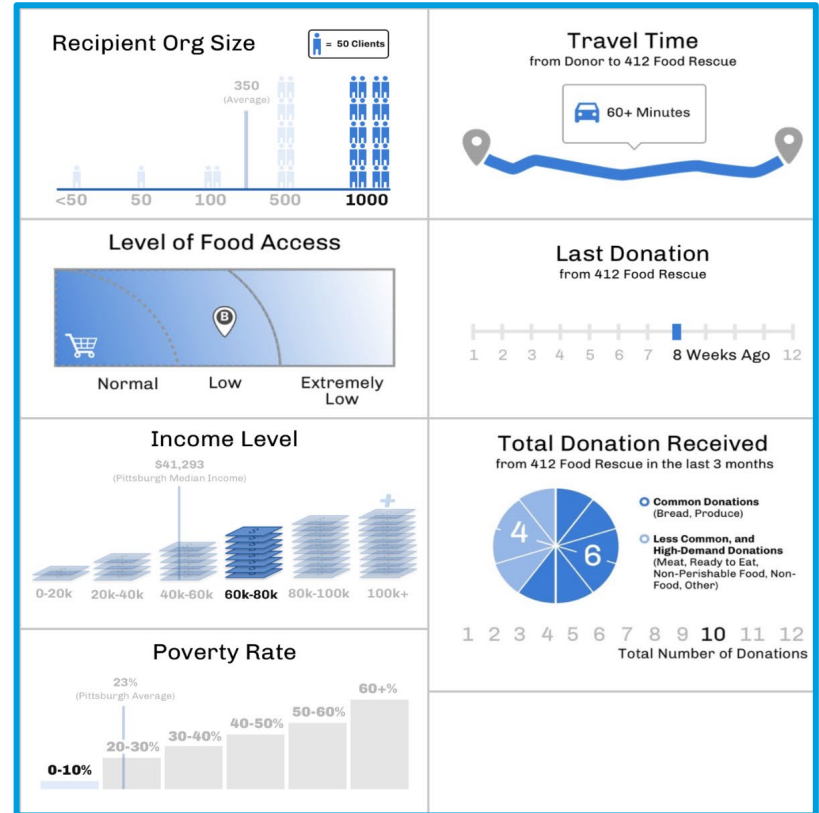 Recipient Org Size
= 50 Clients
350
(Average)
<50 50 100 500 1000
Travel Time
from Donor to 412 Food Rescue
60+ Minutes
Level of Food Access
B
Normal Low Extremely
Low
Last Donation
from 412 Food Rescue
1 2 3 4 5 6 7 8 Weeks Ago 12
Income Level
$41,293
(Pittsburgh Median Income)
+
0-20k 20k-40k 40k-60k 60k-80k 80k-100k 100k+
Total Donation Received
from 412 Food Rescue in the last 3 months
4
6
Common Donations
(Bread, Produce)
Less Common, and
High-Demand Donations
(Meat, Ready to Eat,
Non-Perishable Food, Non-
Food, Other)
1 2 3 4 5 6 7 8 9 10 11 12
Total Number of Donations
Poverty Rate
23%
(Pittsburgh Average)
0-10%
20-30%
30-40%
40-50%
50-60%
60+%